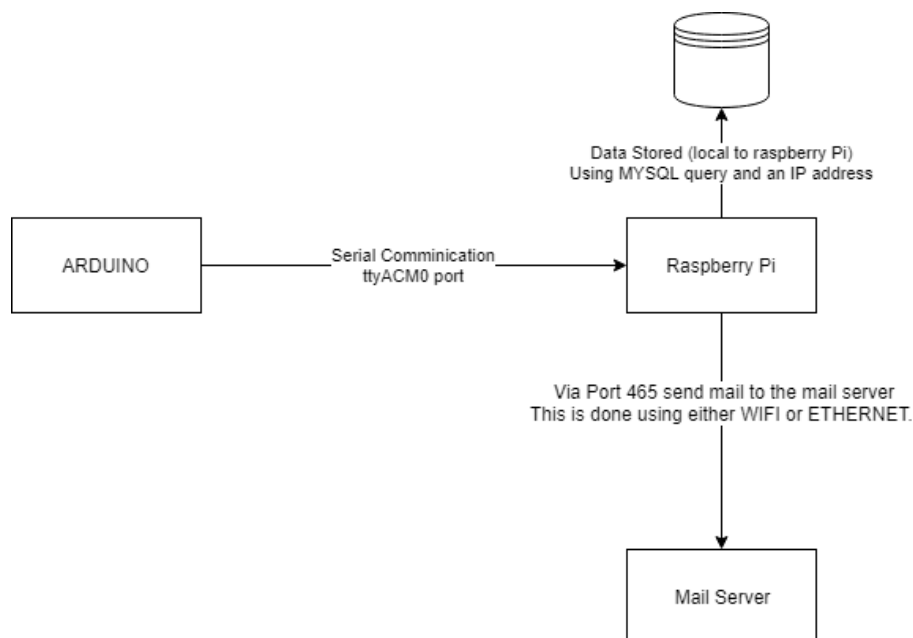 Data Stored (local to raspberry Pi)
Using MYSQL query and an IP address
ARDUINO
Serial Comminication
ttyACM0 port
Raspberry Pi
Via Port 465 send mail to the mail server
This is done using either WIFI or ETHERNET.
Mail Server